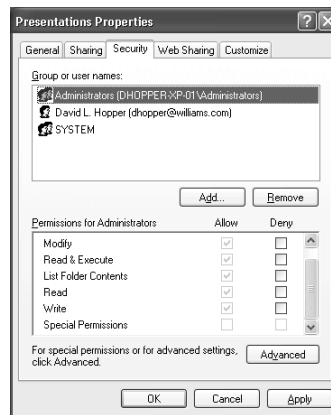 Presentations Properties
General Sharing Security Web Sharing Customize
Group or user names:
Administrators (DHOPPER-XP-01\Administrators)
David L. Hopper (dhopper@williams.com)
SYSTEM
Add... Remove
Permissions for Administrators Allow Deny
Modify
Read & Execute
List Folder Contents
Read
Write
Special Permissions
For special permissions or for advanced settings,
click Advanced.
Advanced
OK Cancel Apply